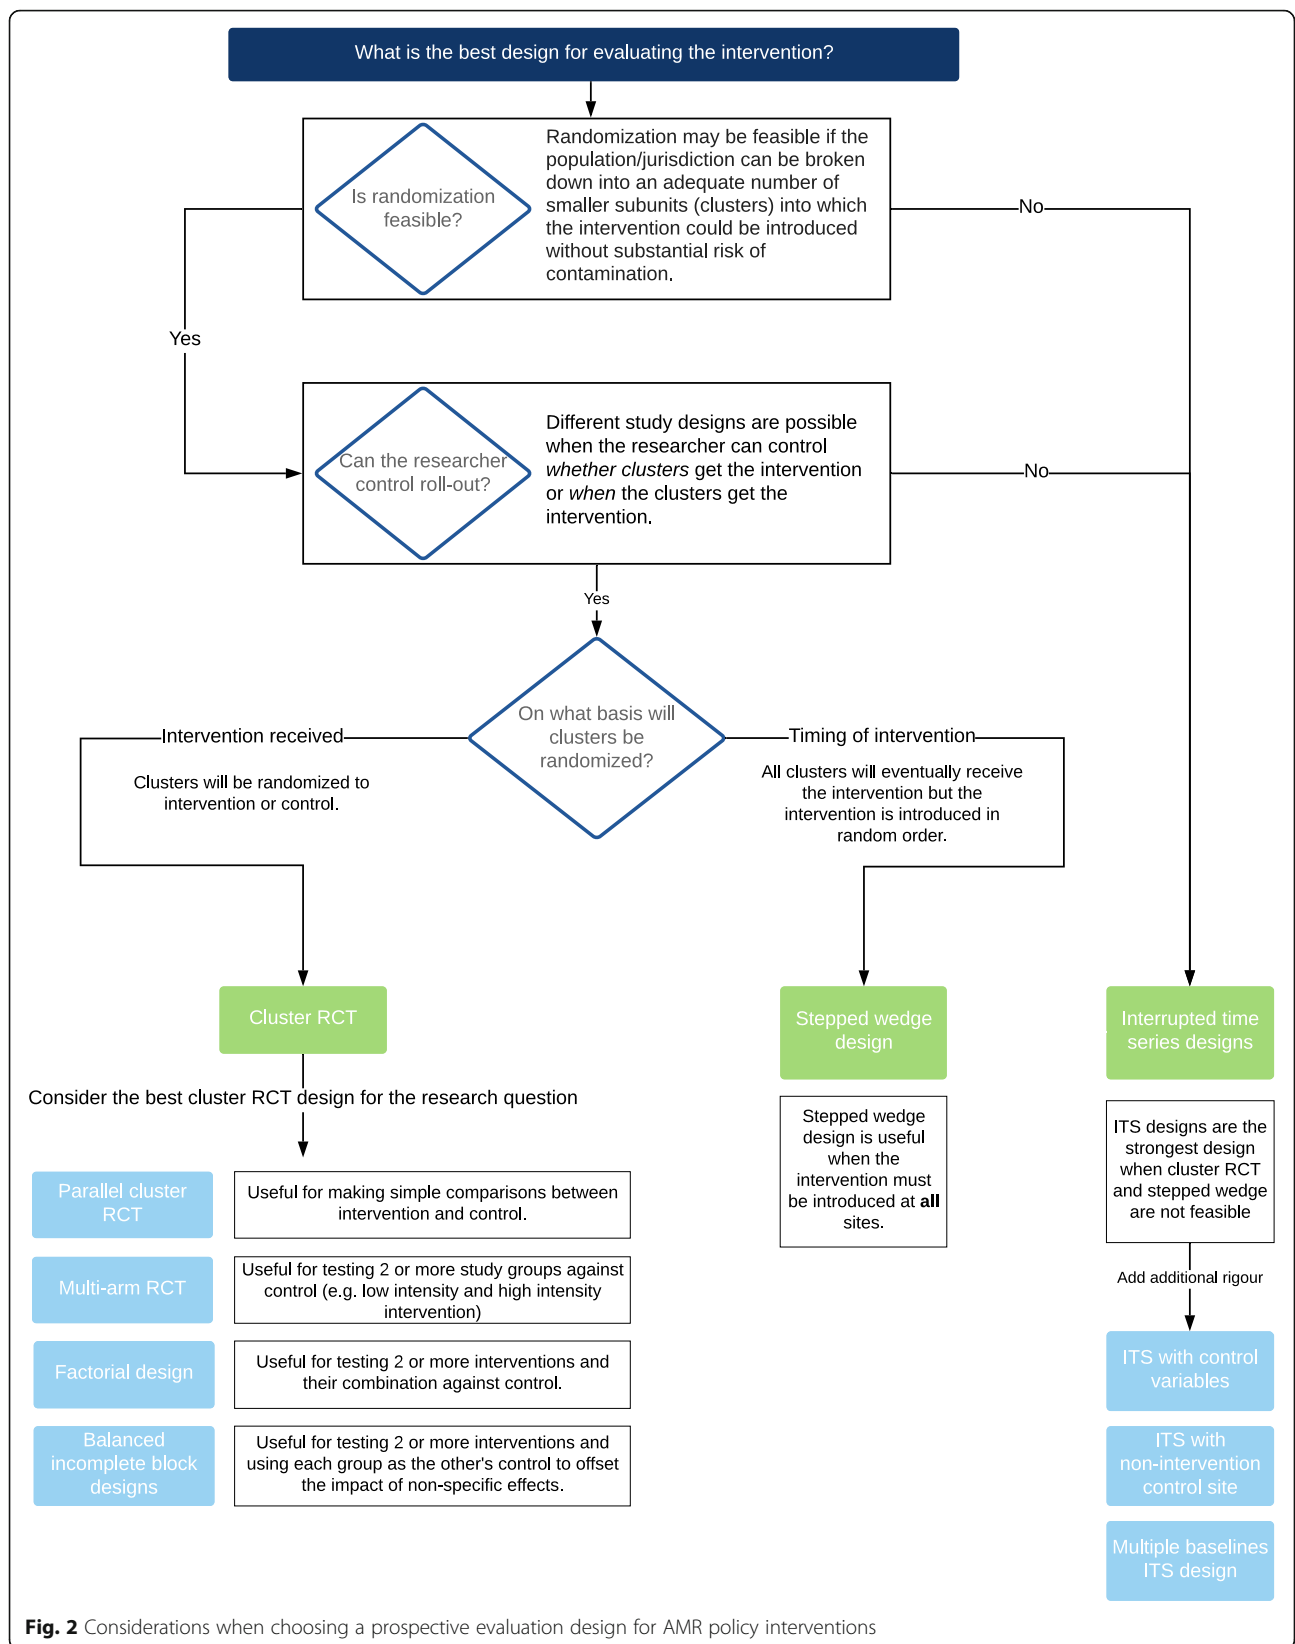 What is the best design for evaluating the intervention?
Is randomization
feasible?
Randomization may be feasible if the
population/jurisdiction can be broken
down into an adequate number of
smaller subunits (clusters) into which
the intervention could be introduced
without substantial risk of
contamination.
No
Yes
Can the researcher
control roll-out?
Different study designs are possible
when the researcher can control
whether clusters get the intervention
or when the clusters get the
intervention.
No
Yes
On what basis will
clusters be
randomized?
Intervention received
Clusters will be randomized to
intervention or control.
Timing of intervention
All clusters will eventually receive
the intervention but the
intervention is introduced in
random order.
Cluster RCT
Stepped wedge
design
Interrupted time
series designs
Consider the best cluster RCT design for the research question
Parallel cluster
RCT
Useful for making simple comparisons between
intervention and control.
Multi-arm RCT
Useful for testing 2 or more study groups against
control (e.g. low intensity and high intensity
intervention)
Factorial design
Useful for testing 2 or more interventions and
their combination against control.
Balanced
incomplete block
designs
Useful for testing 2 or more interventions and
using each group as the other's control to offset
the impact of non-specific effects.
Stepped wedge
design is useful
when the
intervention must
be introduced at all
sites.
ITS designs are the
strongest design
when cluster RCT
and stepped wedge
are not feasible
Add additional rigour
ITS with control
variables
ITS with
non-intervention
control site
Multiple baselines
ITS design
Fig. 2 Considerations when choosing a prospective evaluation design for AMR policy interventions